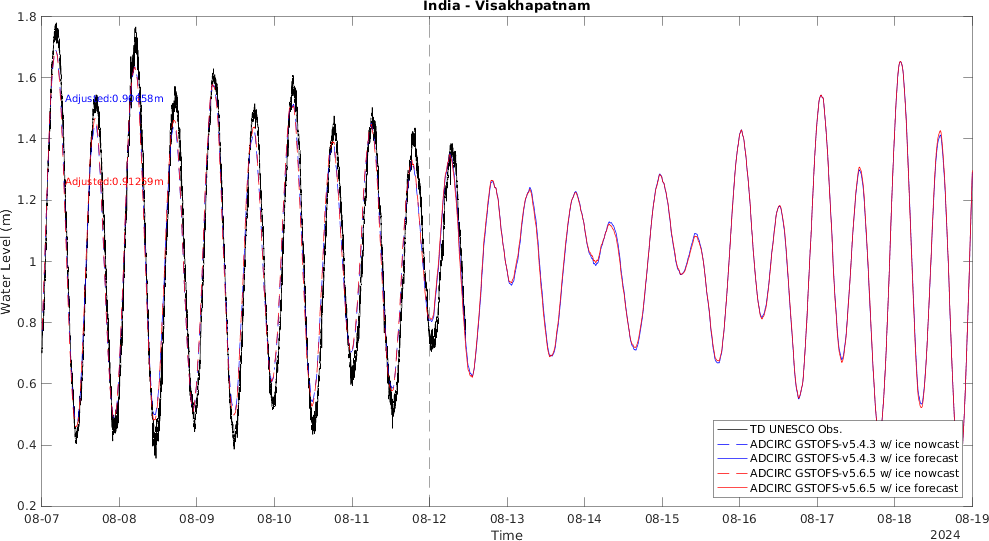 India - Visakhapatnam
Water Level (m)
1.8
1.6
1.4
1.2
1
0.8
0.6
0.4
0.2
Adjusted:0.90658m
Adjusted:0.91269m
TD UNESCO Obs.
ADCIRC GSTOFS-v5.4.3 w/ ice nowcast
ADCIRC GSTOFS-v5.4.3 w/ ice forecast
ADCIRC GSTOFS-v5.6.5 w/ ice nowcast
ADCIRC GSTOFS-v5.6.5 w/ ice forecast
08-07 08-08 08-09 08-10 08-11 08-12 08-13 08-14 08-15 08-16 08-17 08-18 08-19
Time
2024